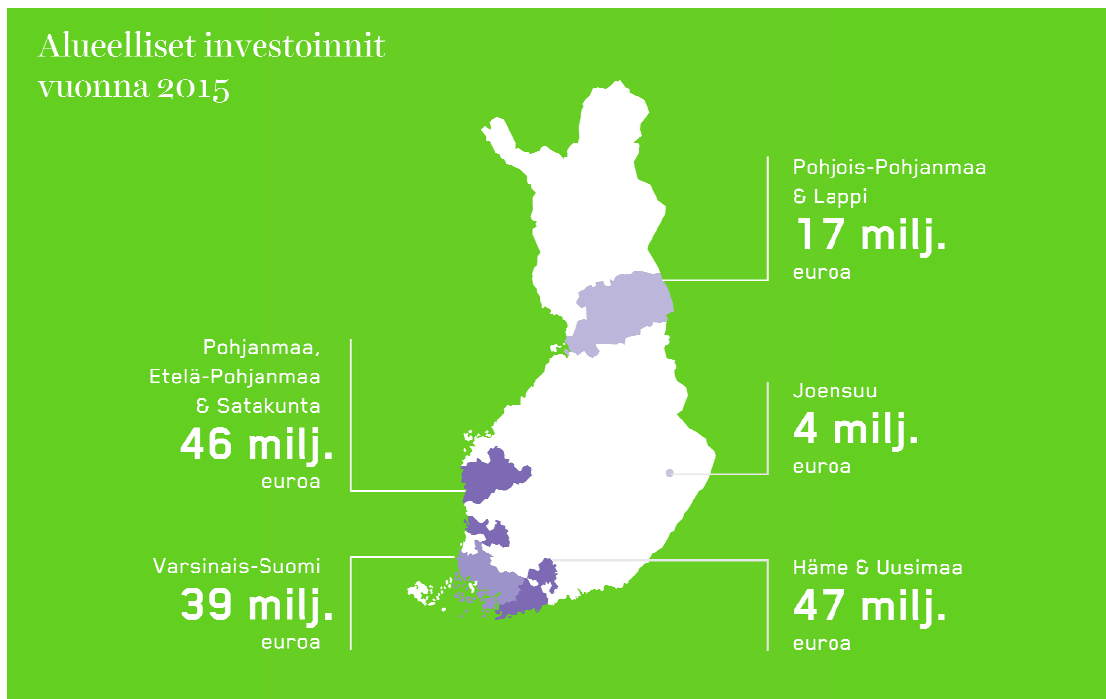 Alueelliset investoinnit
vuonna 2015
Pohjois-Pohjanmaa
& Lappi
17 milj.
euroa
Pohjanmaa,
Etelä-Pohjanmaa
& Satakunta
46 milj.
euroa
Joensuu
4 milj.
euroa
Varsinais-Suomi
39 milj.
euroa
Häme & Uusimaa
47 milj.
euroa